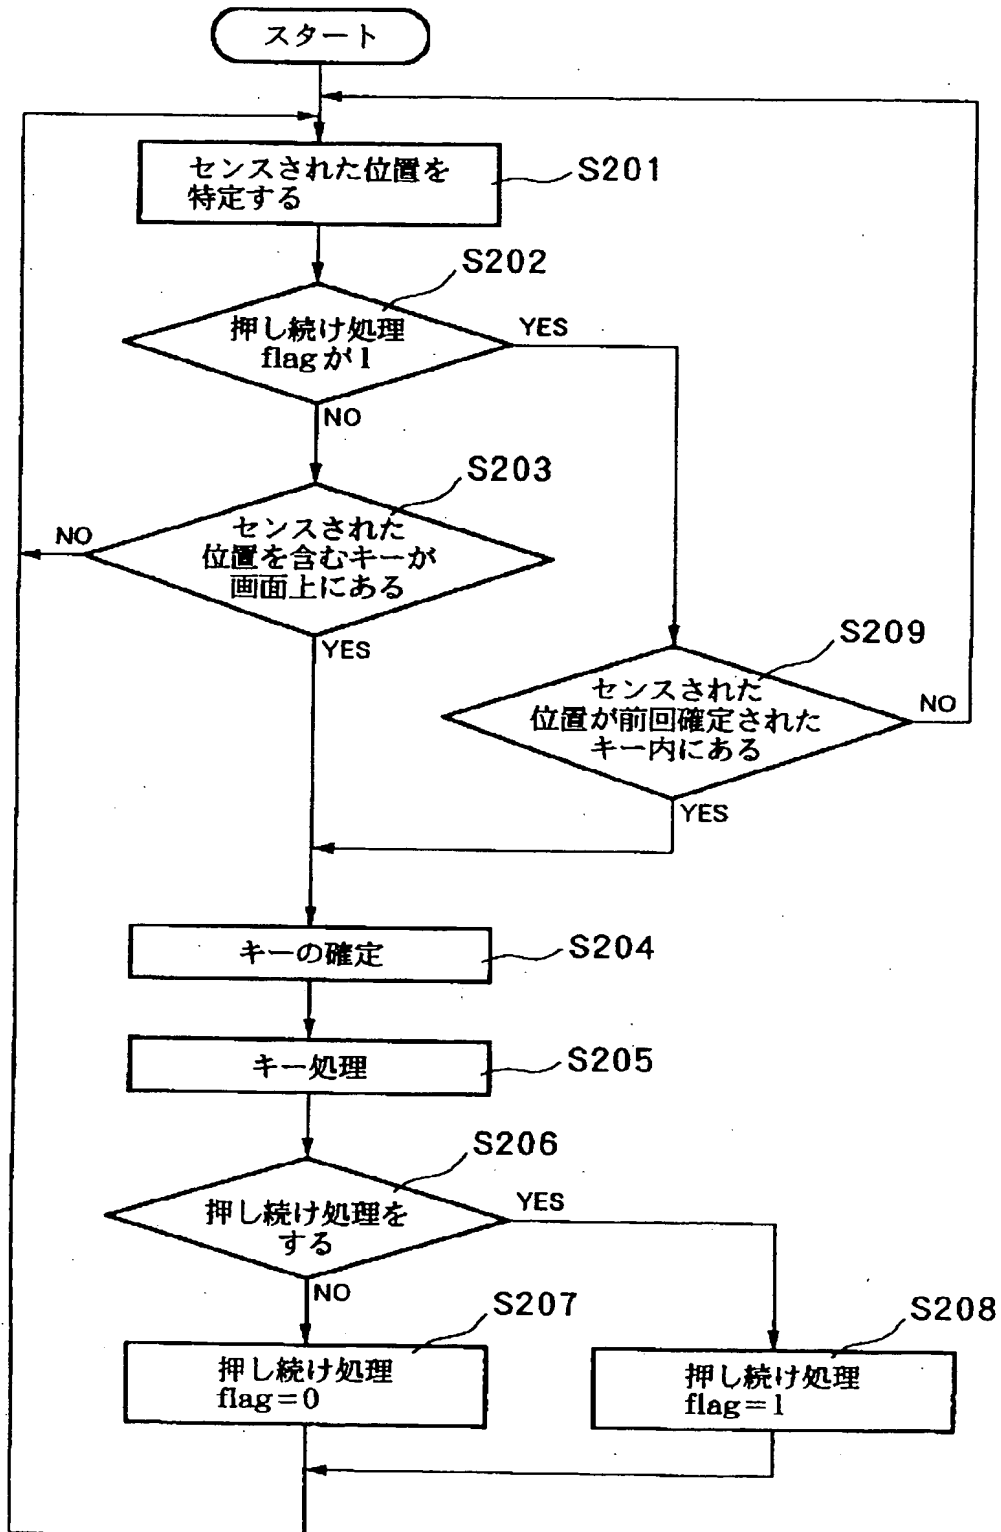 スタート
センスされた位置を
特定する
S201
S202
押し続け処理
flagが1
YES
NO
S203
センスされた
位置を含むキーが
画面上にある
NO
YES
S209
センスされた
位置が前回確定された
キー内にある
NO
YES
キーの確定
S204
キー処理
S205
S206
押し続け処理を
する
YES
NO
S207
押し続け処理
flag=0
S208
押し続け処理
flag=1